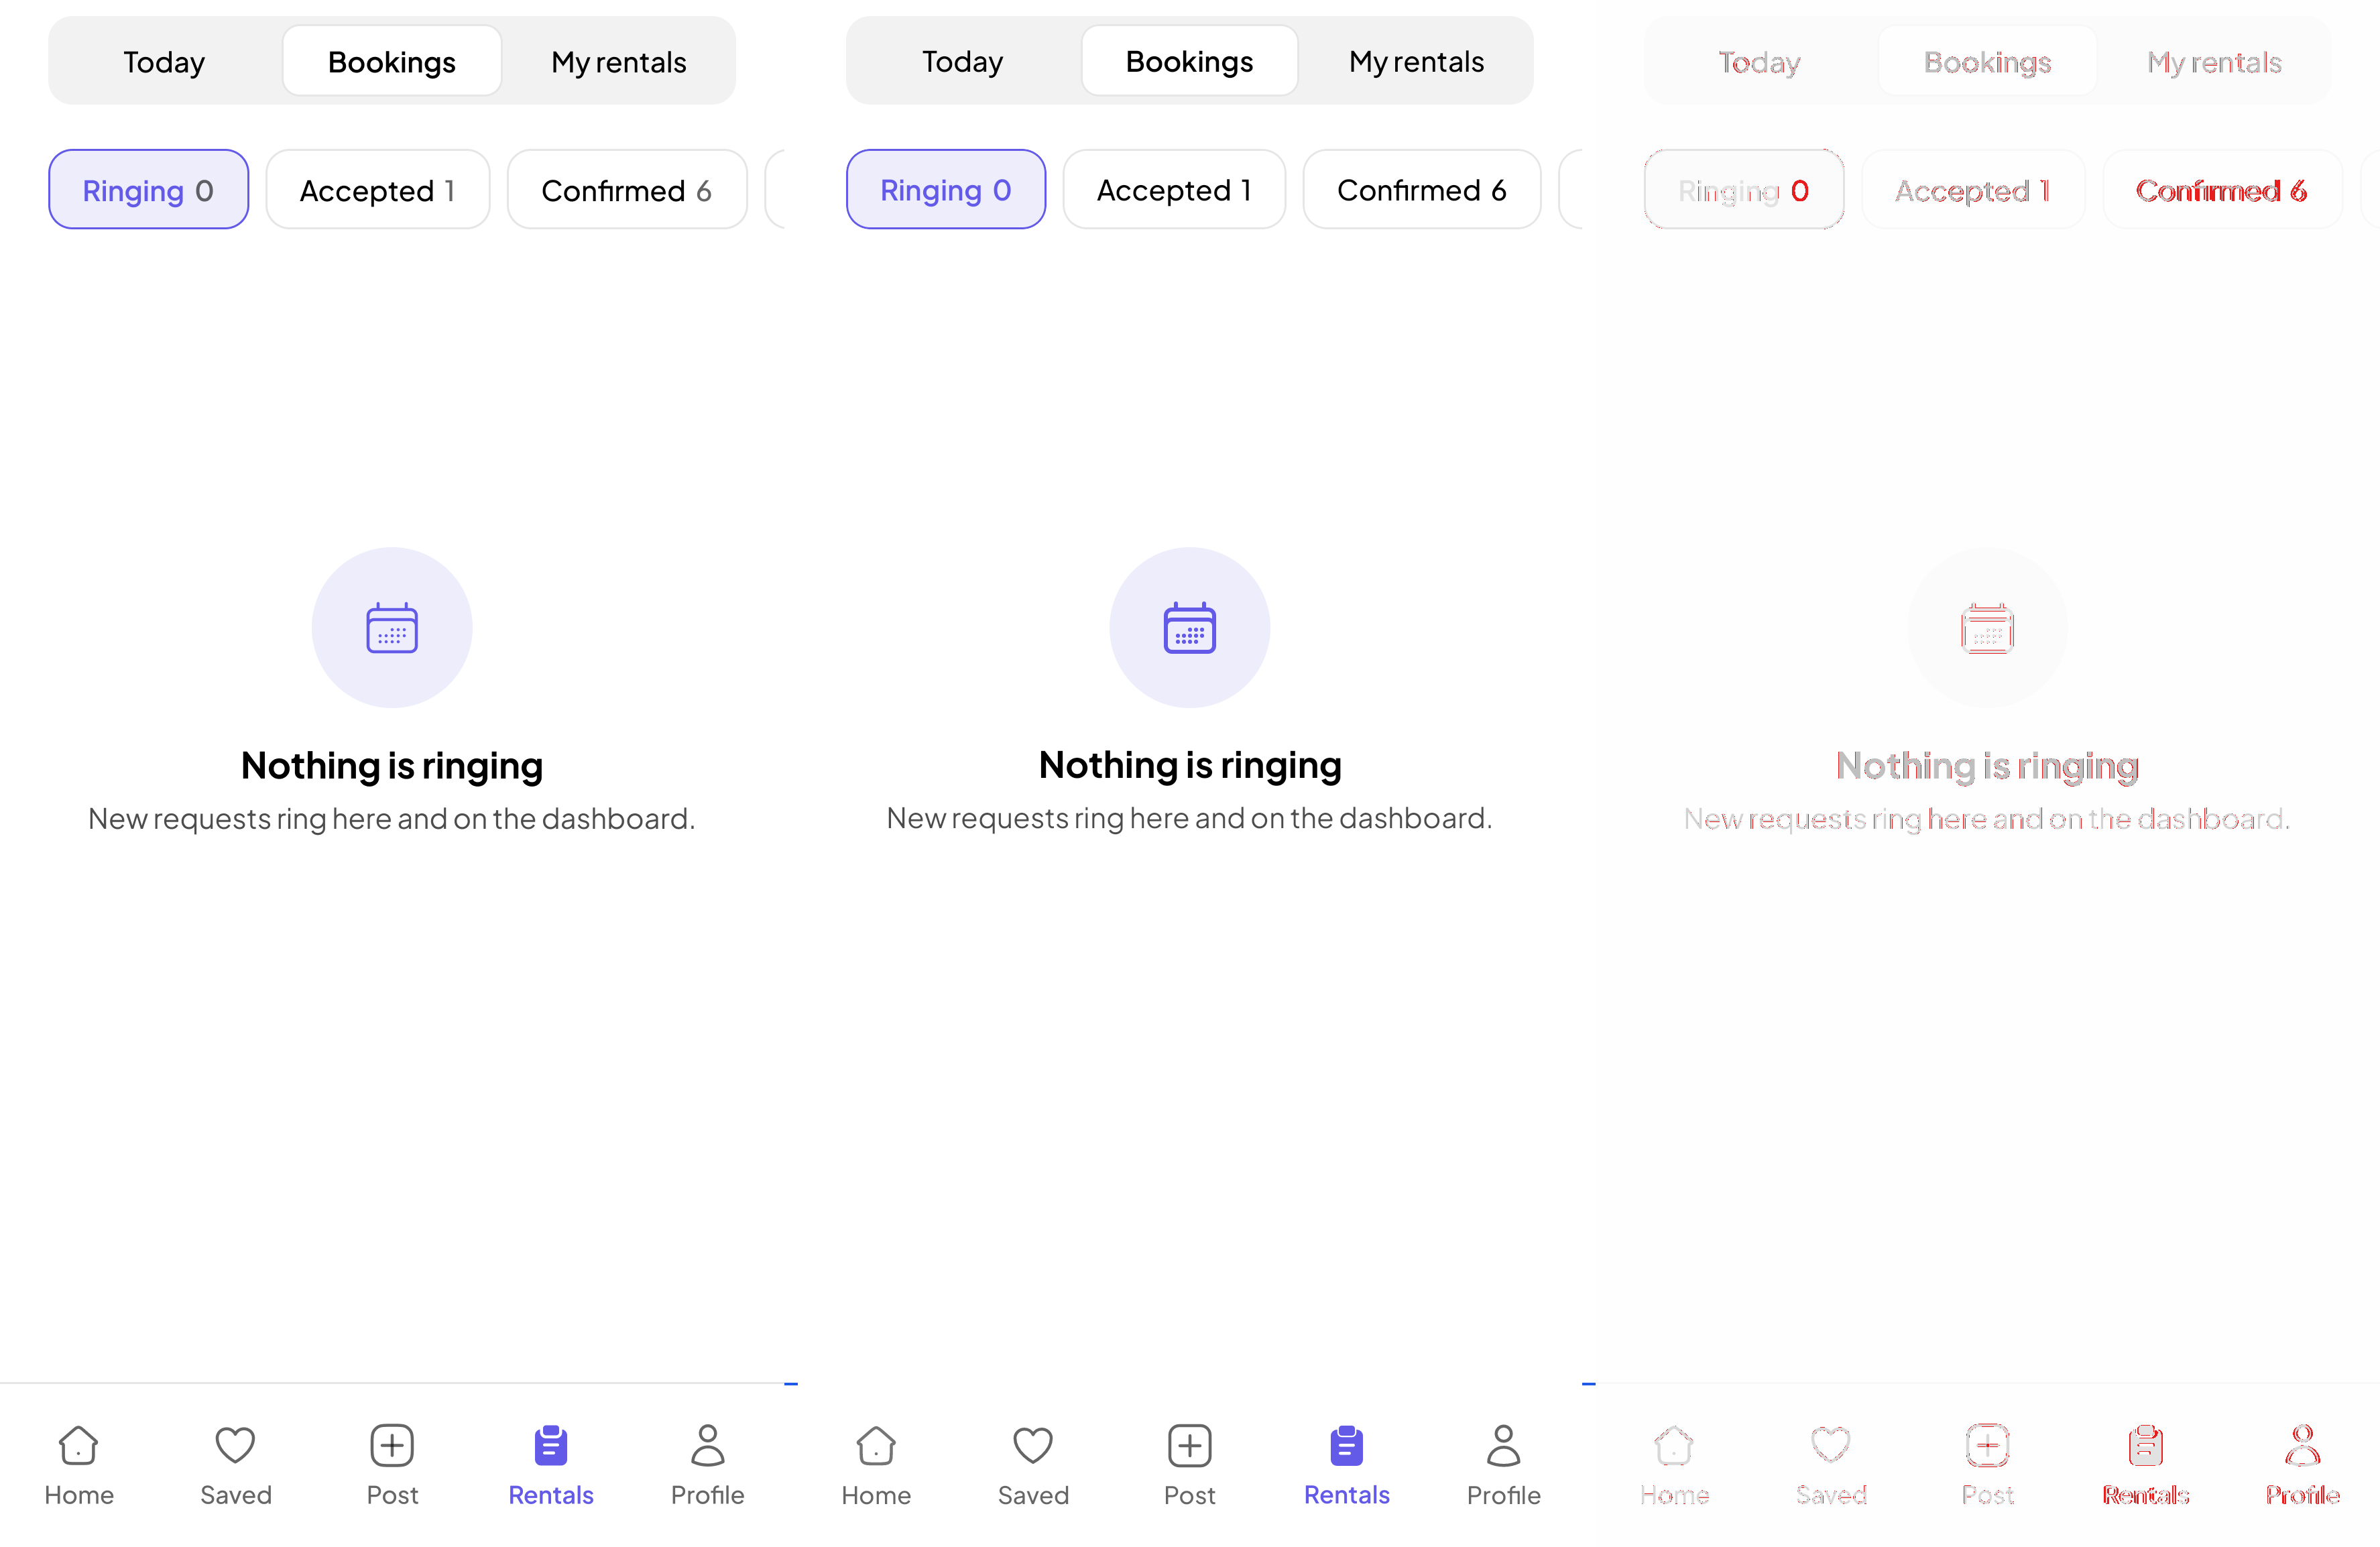 Today Bookings My rentals
Ringing 0 Accepted 1 Confirmed 6
Nothing is ringing
New requests ring here and on the dashboard.
Home Saved Post Rentals Profile
Today Bookings My rentals
Ringing 0 Accepted 1 Confirmed 6
Nothing is ringing
New requests ring here and on the dashboard.
Home Saved Post Rentals Profile
Today Bookings My rentals
Ringing 0 Accepted 1 Confirmed 6
Nothing is ringing
New requests ring here and on the dashboard.
Home Saved Post Rentals Profile